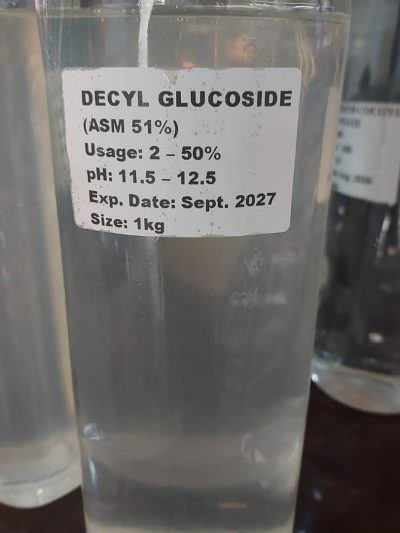 DECYL GLUCOSIDE
(ASM 51%)
Usage: 2 – 50%
pH: 11.5 – 12.5
Exp. Date: Sept. 2027
Size: 1kg